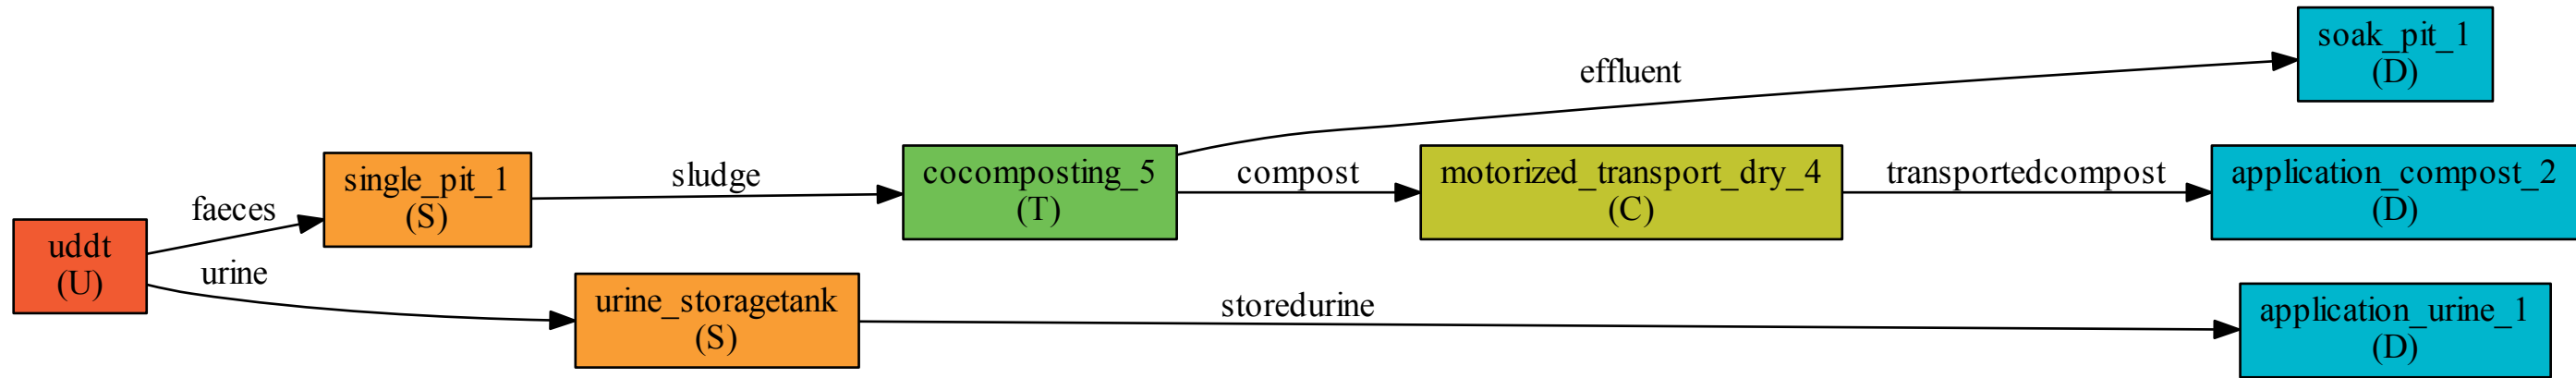 uddt
(U)
faeces
urine
single_pit_1
(S)
urine_storagetank
(S)
sludge
storedurine
cocomposting_5
(T)
effluent
compost
motorized_transport_dry_4
(C)
transportedcompost
soak_pit_1
(D)
application_compost_2
(D)
application_urine_1
(D)